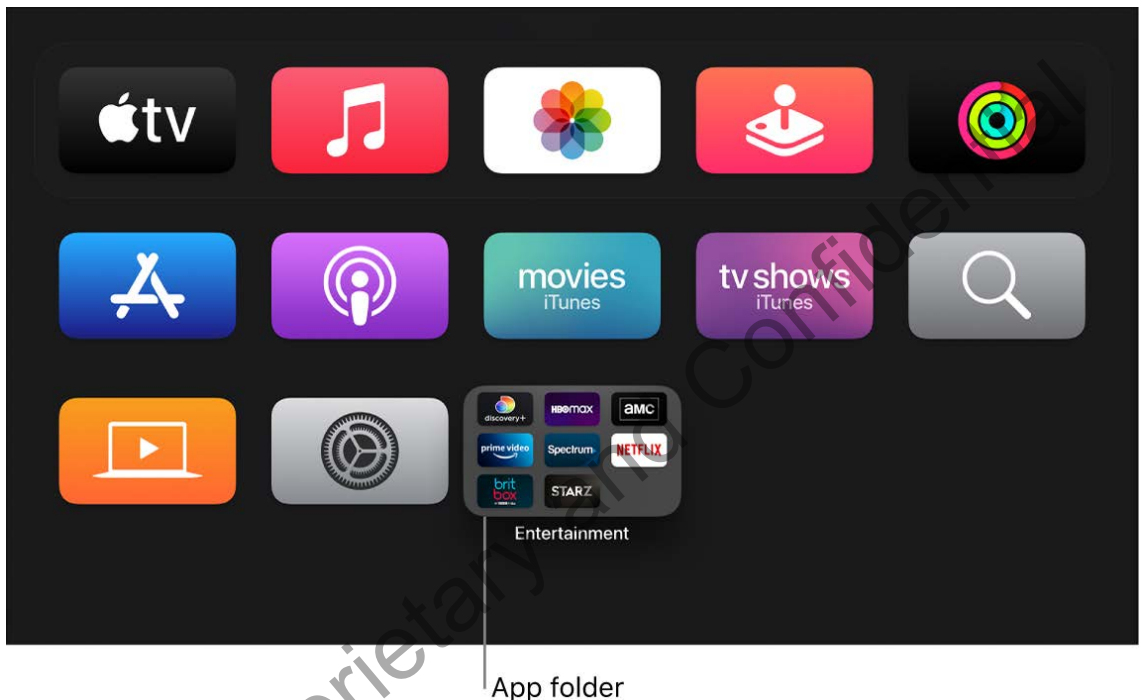 tv
movies
iTunes
tv shows
iTunes
discovery+
HBOmax
amc
prime video
Spectrum
NETFLIX
brit
box
STARZ
Entertainment
App folder
Proprietary and Confidential